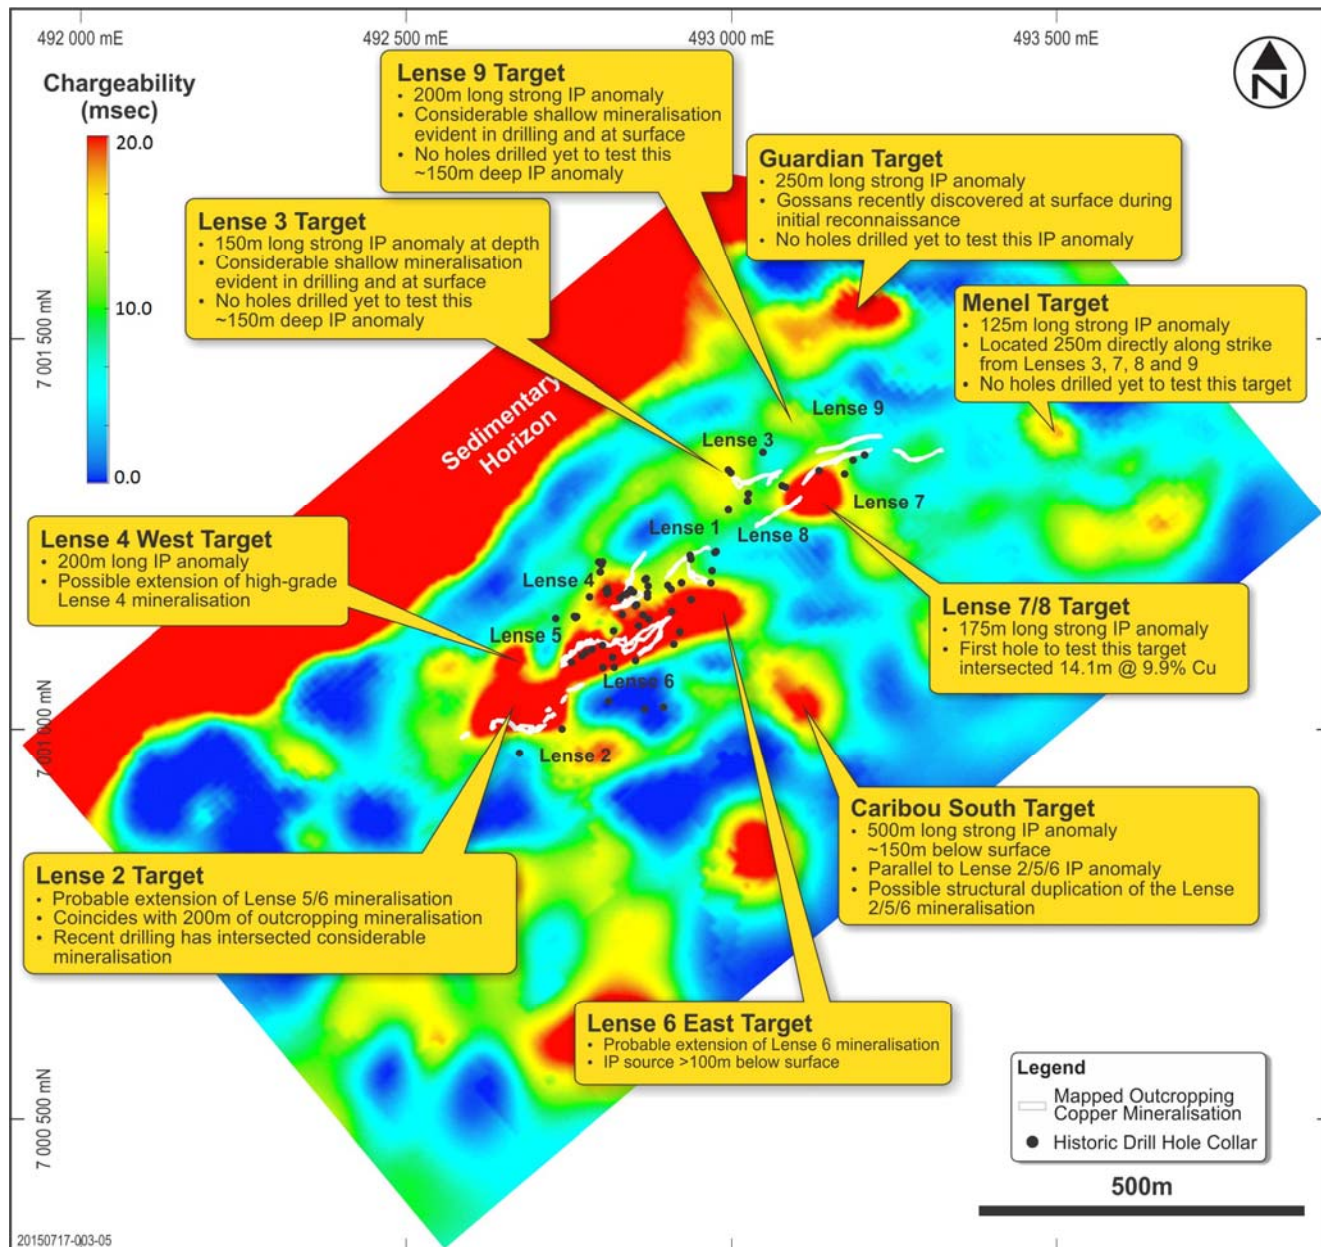 492 000 mE
492 500 mE
493 000 mE
493 500 mE
N
Chargeability
(msec)
20.0
10.0
0.0
Lense 9 Target
• 200m long strong IP anomaly
• Considerable shallow mineralisation
evident in drilling and at surface
• No holes drilled yet to test this
~150m deep IP anomaly
Guardian Target
• 250m long strong IP anomaly
• Gossans recently discovered at surface during
initial reconnaissance
• No holes drilled yet to test this IP anomaly
Lense 3 Target
• 150m long strong IP anomaly at depth
• Considerable shallow mineralisation
evident in drilling and at surface
• No holes drilled yet to test this
~150m deep IP anomaly
Menel Target
• 125m long strong IP anomaly
• Located 250m directly along strike
from Lenses 3, 7, 8 and 9
• No holes drilled yet to test this target
7 001 500 mN
Sedimentary
Horizon
Lense 9
Lense 3
Lense 7
Lense 1
Lense 8
Lense 4 West Target
• 200m long IP anomaly
• Possible extension of high-grade
Lense 4 mineralisation
Lense 4
Lense 5
Lense 6
Lense 2
Lense 7/8 Target
• 175m long strong IP anomaly
• First hole to test this target
intersected 14.1m @ 9.9% Cu
7 001 000 mN
Caribou South Target
• 500m long strong IP anomaly
~150m below surface
• Parallel to Lense 2/5/6 IP anomaly
• Possible structural duplication of the Lense
2/5/6 mineralisation
Lense 2 Target
• Probable extension of Lense 5/6 mineralisation
• Coincides with 200m of outcropping mineralisation
• Recent drilling has intersected considerable
mineralisation
Lense 6 East Target
• Probable extension of Lense 6 mineralisation
• IP source >100m below surface
7 000 500 mN
Legend
Mapped Outcropping
Copper Mineralisation
Historic Drill Hole Collar
500m
20150717-003-05